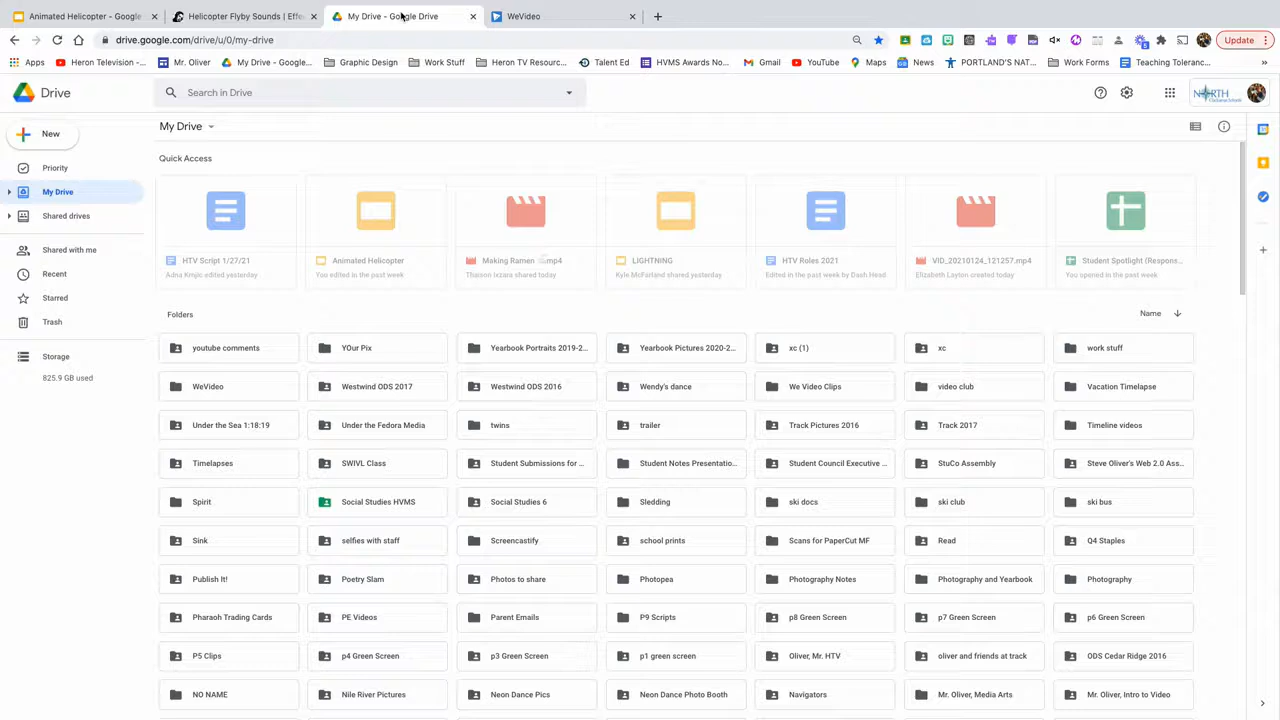 Animated Helicopter - Google
Helicopter Flyby Sounds | Effe
My Drive - Google Drive
WeVideo
drive.google.com/drive/u/0/my-drive
Update
Apps
Heron Television -...
Mr. Oliver
My Drive - Google...
Graphic Design
Work Stuff
Heron TV Resourc...
Talent Ed
HVMS Awards No...
Gmail
YouTube
Maps
News
PORTLAND'S NAT...
Work Forms
Teaching Toleranc...
Drive
Search in Drive
NORTH
New
My Drive
Priority
My Drive
Shared drives
Shared with me
Recent
Starred
Trash
Storage
825.9 GB used
Quick Access
HTV Script 1/27/21
Adna Krnjic edited yesterday
Animated Helicopter
You edited in the past week
Making Ramen
.mp4
shared today
LIGHTNING
Kyle McFarland shared yesterday
HTV Roles 2021
Edited in the past week by Dash Head
VID_20210124_121257.mp4
Elizabeth Layton created today
Student Spotlight (Respons...
You opened in the past week
Folders
Name
youtube comments
YOur Pix
Yearbook Portraits 2019-2...
Yearbook Pictures 2020-2...
xc (1)
xc
work stuff
WeVideo
Westwind ODS 2017
Westwind ODS 2016
Wendy's dance
We Video Clips
video club
Vacation Timelapse
Under the Sea 1:18:19
Under the Fedora Media
twins
trailer
Track Pictures 2016
Track 2017
Timeline videos
Timelapses
SWIVL Class
Student Submissions for ...
Student Notes Presentatio...
Student Council Executive ...
StuCo Assembly
Steve Oliver's Web 2.0 Ass...
Spirit
Social Studies HVMS
Social Studies 6
Sledding
ski docs
ski club
ski bus
Sink
selfies with staff
Screencastify
school prints
Scans for PaperCut MF
Read
Q4 Staples
Publish It!
Poetry Slam
Photos to share
Photopea
Photography Notes
Photography and Yearbook
Photography
Pharaoh Trading Cards
PE Videos
Parent Emails
P9 Scripts
p8 Green Screen
p7 Green Screen
p6 Green Screen
P5 Clips
p4 Green Screen
p3 Green Screen
p1 green screen
Oliver, Mr. HTV
oliver and friends at track
ODS Cedar Ridge 2016
NO NAME
Nile River Pictures
Neon Dance Pics
Neon Dance Photo Booth
Navigators
Mr. Oliver, Media Arts
Mr. Oliver, Intro to Video